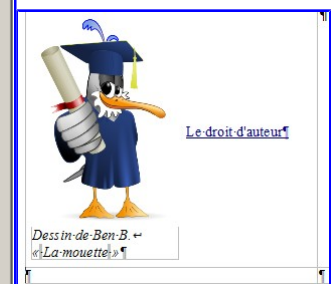 Le droit d'auteur
Dessin de Ben B.
« La mouette »